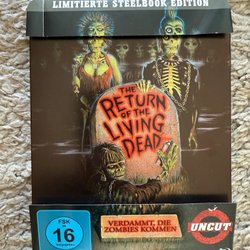 LIMITIERTE STEELBOOK EDITION
THE
RETURN OF
THE LIVING
DEAD
FSK
16
VERDAMMT, DIE
ZOMBIES KOMMEN
UNCUT